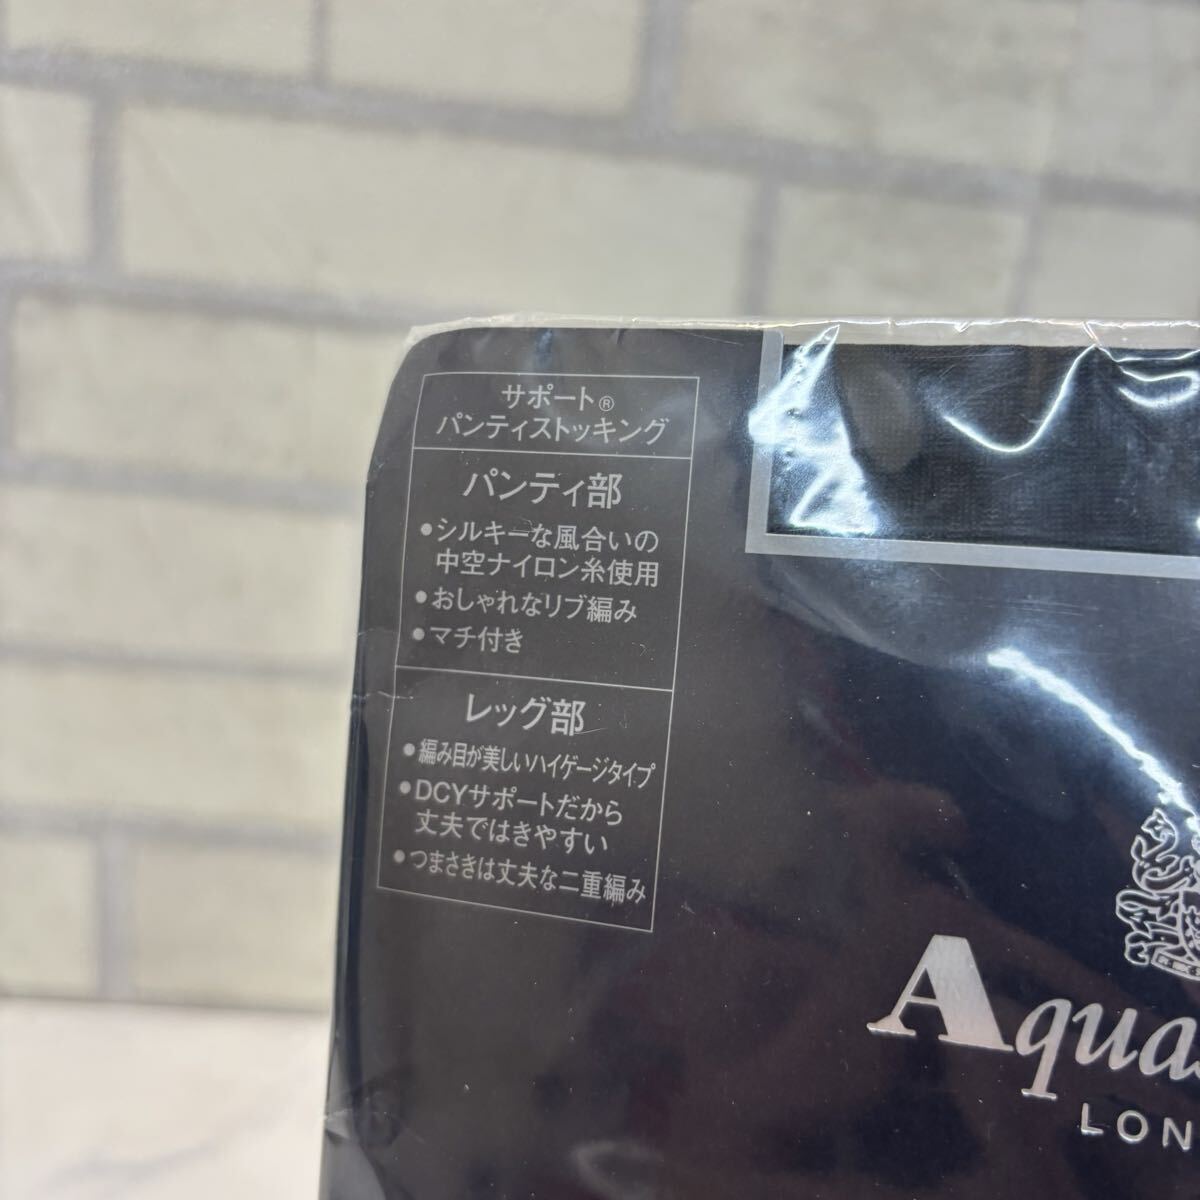 サポート®
パンティストッキング
パンティ部
●シルキーな風合いの
中空ナイロン糸使用
●おしゃれなリブ編み
●マチ付き
レッグ部
●編み目が美しいハイゲージタイプ
●DCYサポートだから
丈夫ではきやすい
●つまさきは丈夫な二重編み
Aquas
LON